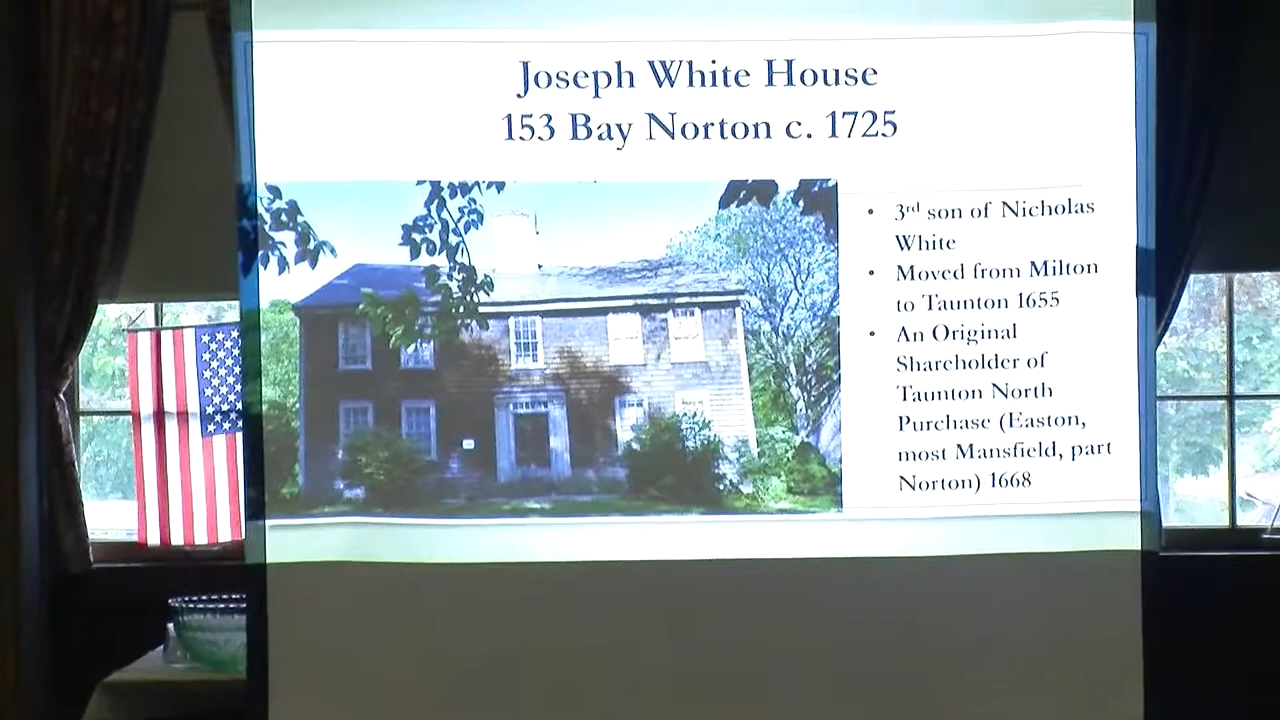 Joseph White House
153 Bay Norton c. 1725
• 3rd son of Nicholas
White
• Moved from Milton
to Taunton 1655
• An Original
Shareholder of
Taunton North
Purchase (Easton,
most Mansfield, part
Norton) 1668